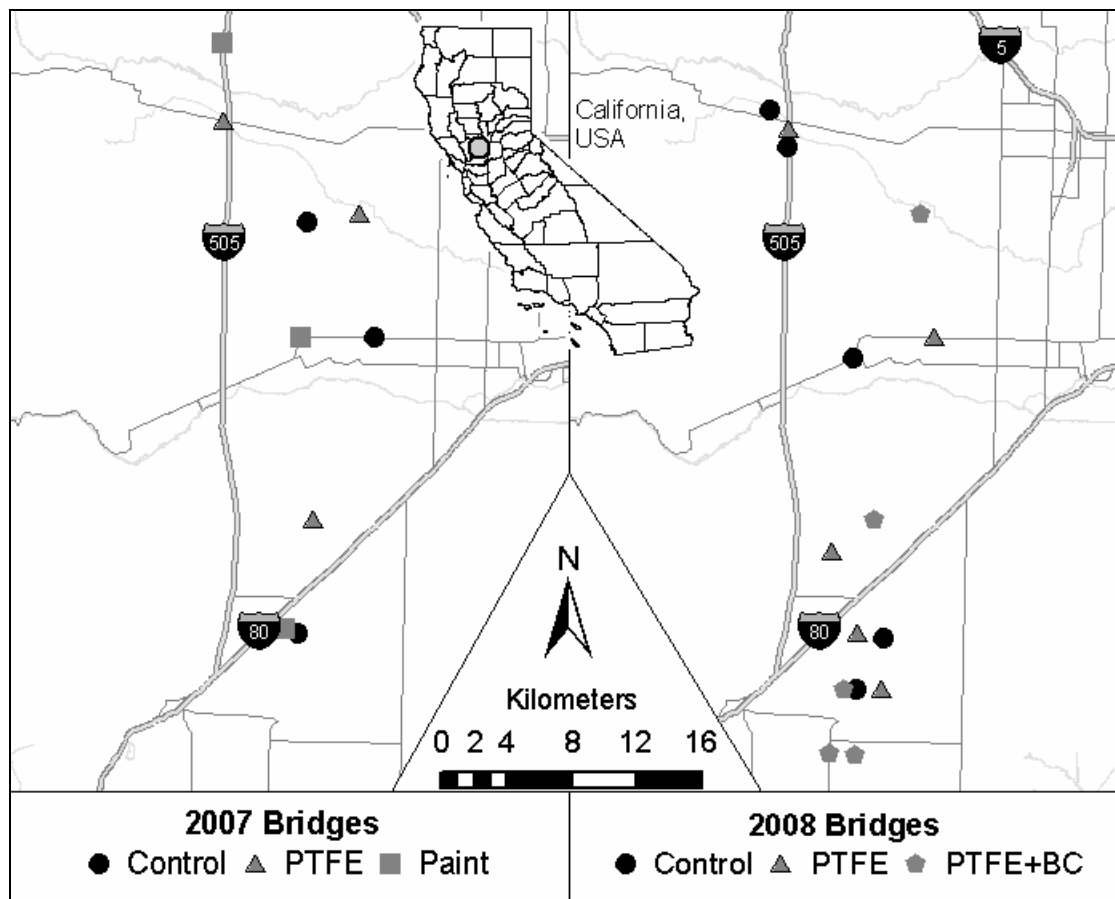 5
California,
USA
505
505
80
80
N
Kilometers
0 2 4 8 12 16
2007 Bridges
Control PTFE Paint
2008 Bridges
Control PTFE PTFE+BC